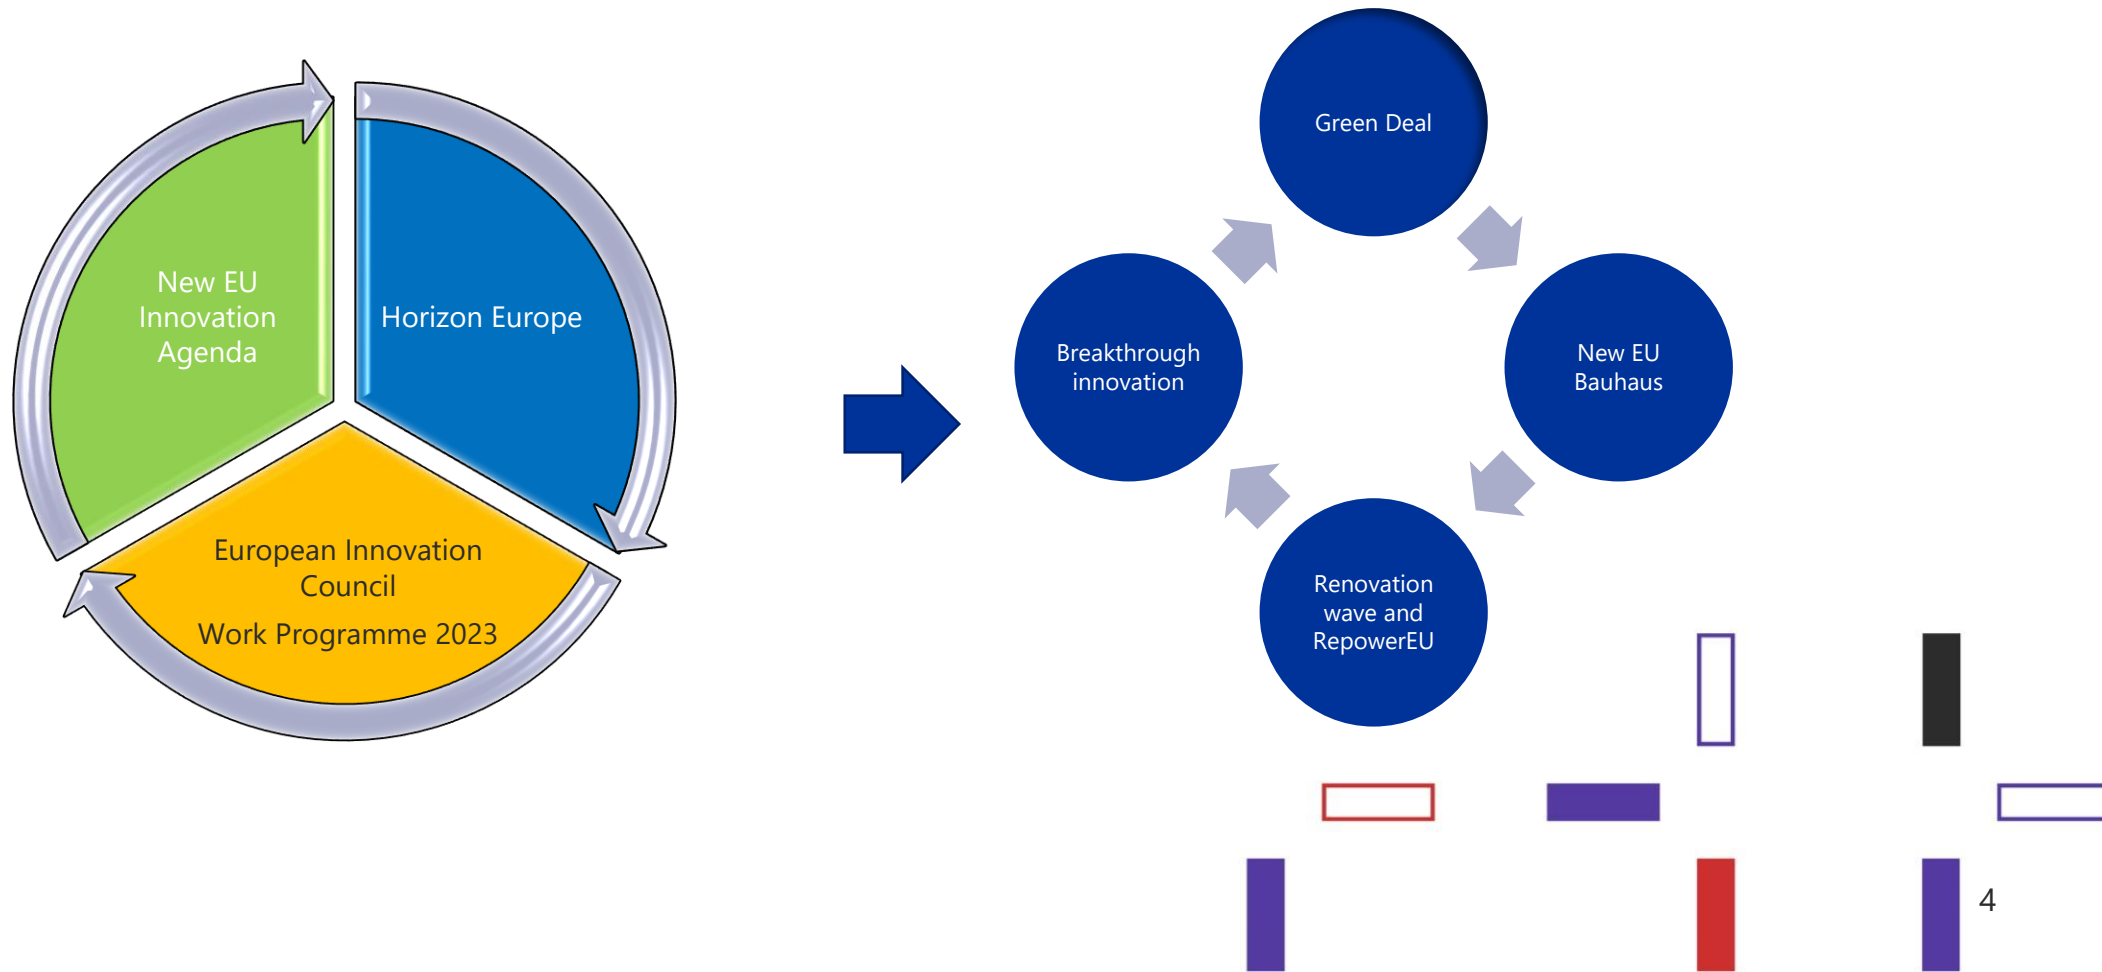 New EU
Innovation
Agenda
Horizon Europe
European Innovation
Council
Work Programme 2023
Green Deal
New EU
Bauhaus
Renovation
wave and
RepowerEU
Breakthrough
innovation
4